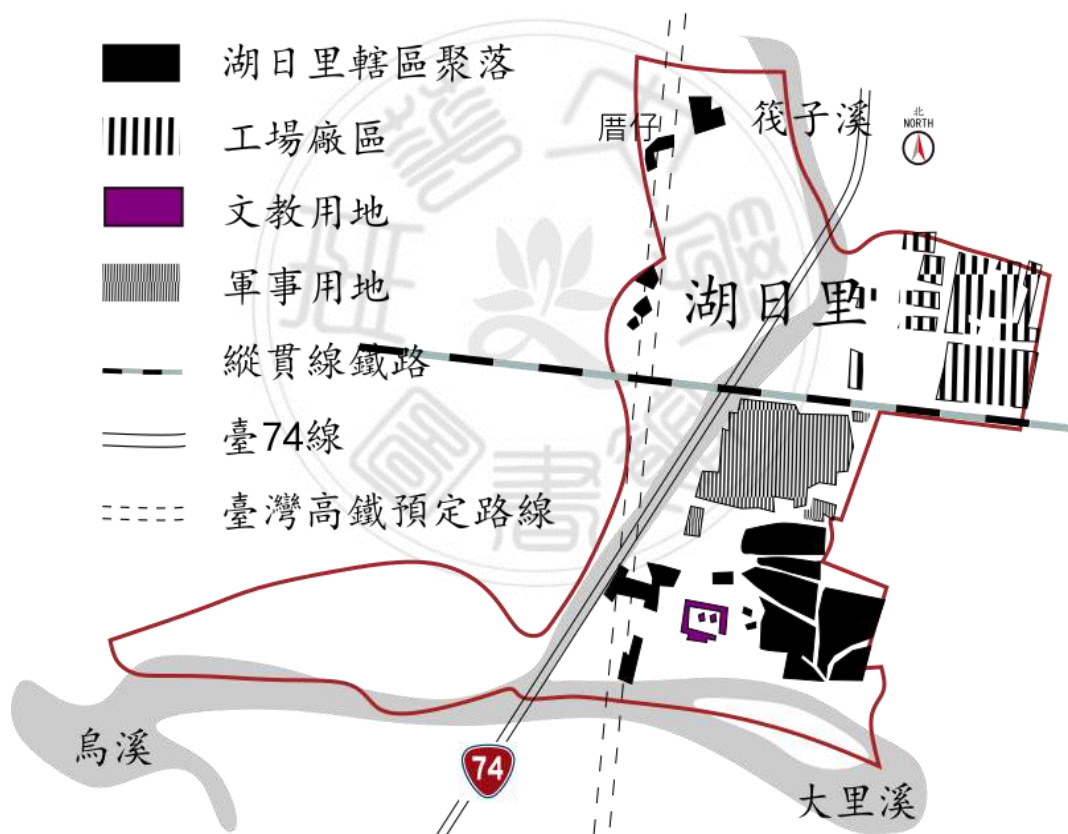 湖日里轄區聚落
工場廠區
文教用地
軍事用地
縱貫線鐵路
臺74線
臺灣高鐵預定路線
厝仔
筏子溪
北
NORTH
湖日里
烏溪
74
大里溪